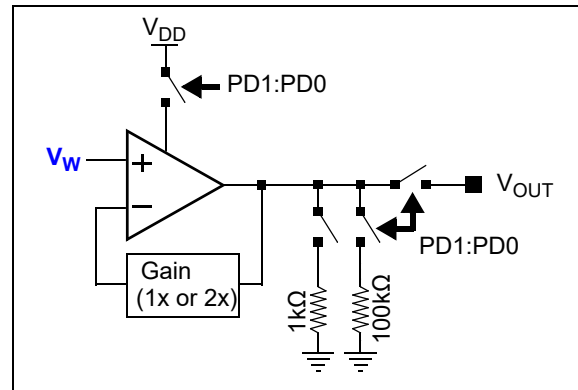 VDD
PD1:PD0
VW
+
−
VOUT
PD1:PD0
Gain
(1x or 2x)
1kΩ
100kΩ